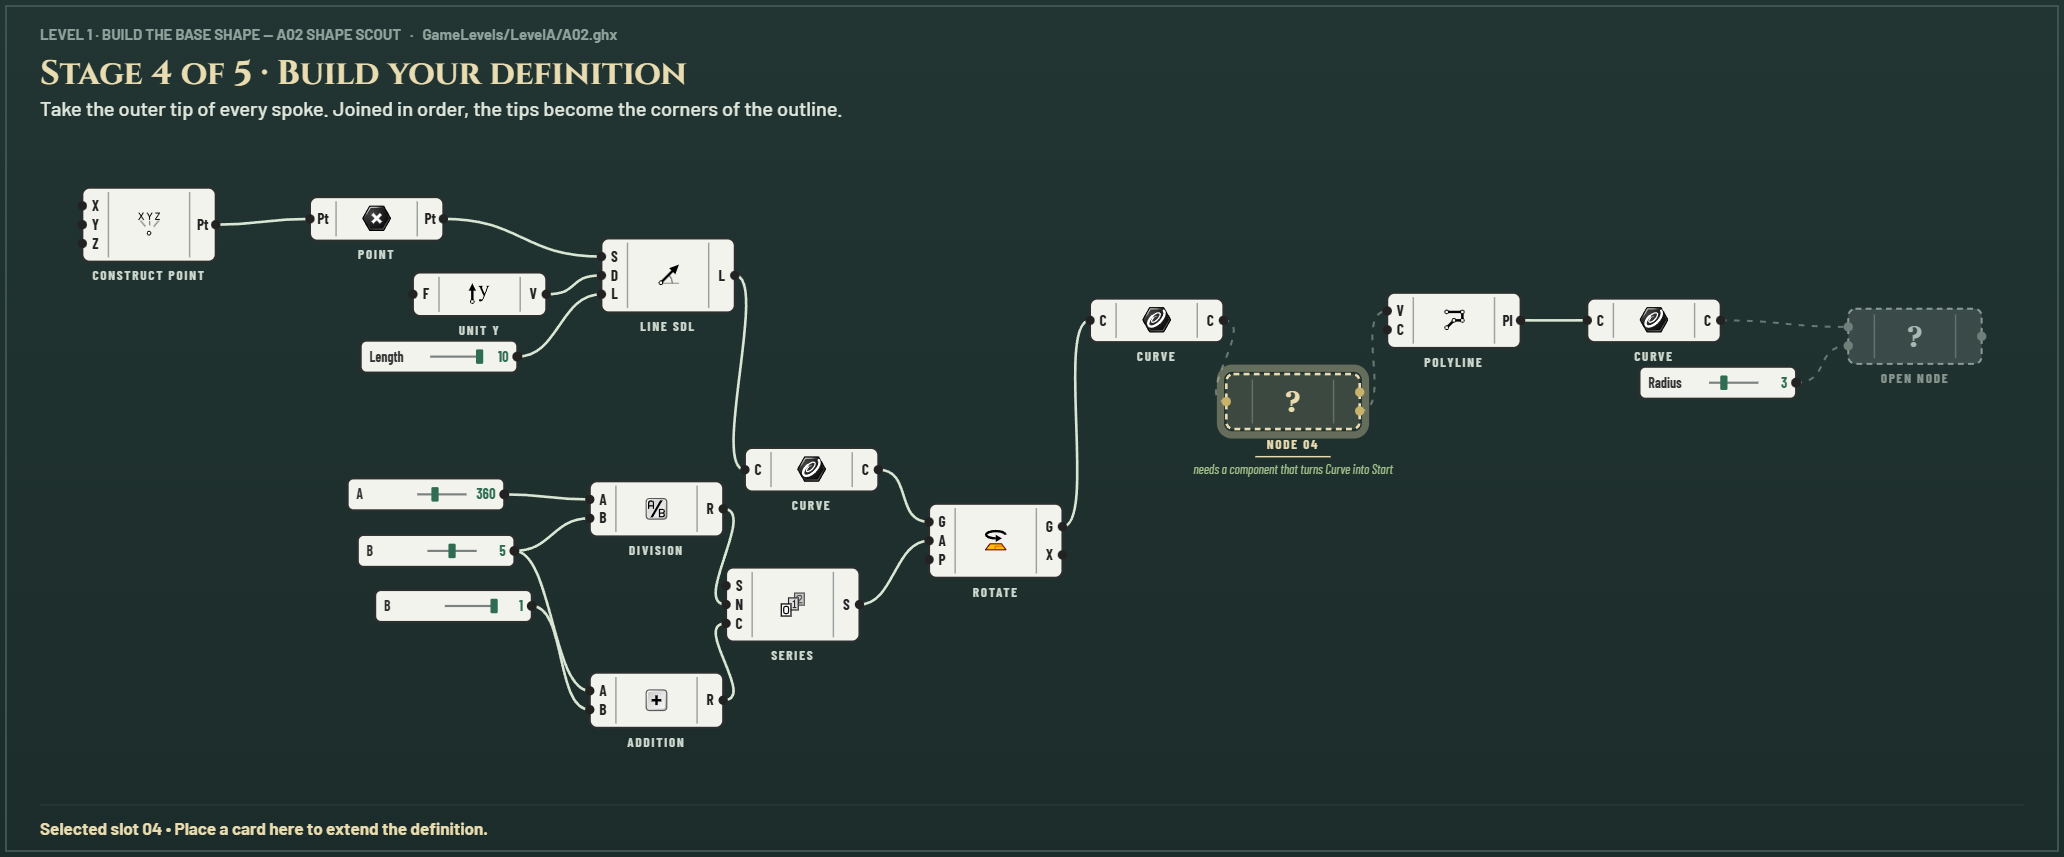 LEVEL 1 · BUILD THE BASE SHAPE — A02 SHAPE SCOUT · GameLevels/LevelA/A02.ghx
STAGE 4 OF 5 · BUILD YOUR DEFINITION
Take the outer tip of every spoke. Joined in order, the tips become the corners of the outline.
X
Y
Z
XYZ
Pt
CONSTRUCT POINT
Pt
Pt
POINT
F
y
V
UNIT Y
Length
10
S
D
L
L
LINE SDL
C
C
CURVE
A
360
B
5
B
1
A
B
A/B
R
DIVISION
A
B
+
R
ADDITION
S
N
C
0 1 2
S
SERIES
G
A
P
G
X
ROTATE
C
C
CURVE
?
NODE 04
needs a component that turns Curve into Start
V
C
Pl
POLYLINE
C
C
CURVE
Radius
3
?
OPEN NODE
Selected slot 04 • Place a card here to extend the definition.